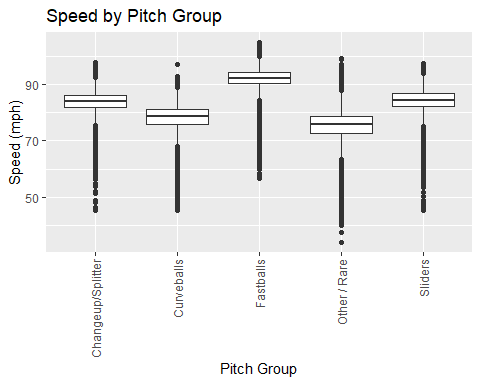 Speed by Pitch Group
Speed (mph)
90
70
50
Changeup/Splitter
Curveballs
Fastballs
Other / Rare
Sliders
Pitch Group